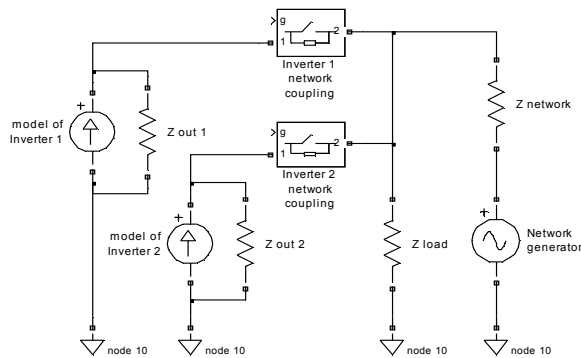 g
1
2
Inverter 1
network
coupling
+
model of
Inverter 1
Z out 1
Z network
g
1
2
Inverter 2
network
coupling
+
model of
Inverter 2
Z out 2
Z load
+
Network
generator
node 10
node 10
node 10
node 10